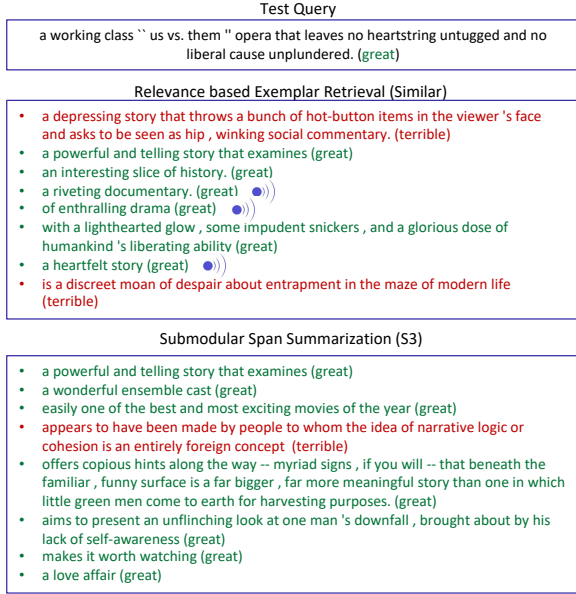 Test Query
a working class `` us vs. them '' opera that leaves no heartstring untugged and no
liberal cause unplundered. (great)
Relevance based Exemplar Retrieval (Similar)
• a depressing story that throws a bunch of hot-button items in the viewer 's face
and asks to be seen as hip , winking social commentary. (terrible)
• a powerful and telling story that examines (great)
• an interesting slice of history. (great)
• a riveting documentary. (great)
• of enthralling drama (great)
• with a lighthearted glow , some impudent snickers , and a glorious dose of
humankind 's liberating ability (great)
• a heartfelt story (great)
• is a discreet moan of despair about entrapment in the maze of modern life
(terrible)
Submodular Span Summarization (S3)
• a powerful and telling story that examines (great)
• a wonderful ensemble cast (great)
• easily one of the best and most exciting movies of the year (great)
• appears to have been made by people to whom the idea of narrative logic or
cohesion is an entirely foreign concept (terrible)
• offers copious hints along the way -- myriad signs , if you will -- that beneath the
familiar , funny surface is a far bigger , far more meaningful story than one in which
little green men come to earth for harvesting purposes. (great)
• aims to present an unflinching look at one man 's downfall , brought about by his
lack of self-awareness (great)
• makes it worth watching (great)
• a love affair (great)